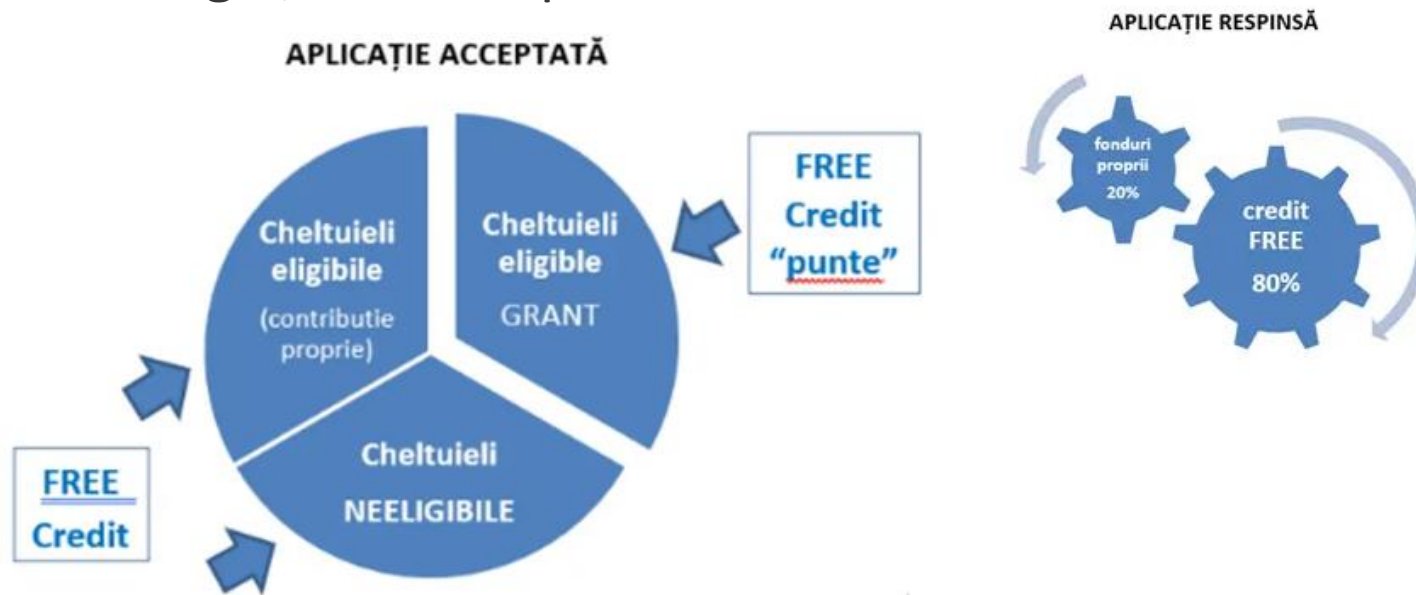 APLICAȚIE ACCEPTATĂ
Cheltuieli
eligibile
(contributie
proprie)
Cheltuieli
eligible
GRANT
Cheltuieli
NEELIGIBILE
FREE
Credit
"punte"
FREE
Credit
APLICAȚIE RESPINSĂ
fonduri
proprii
20%
credit
FREE
80%